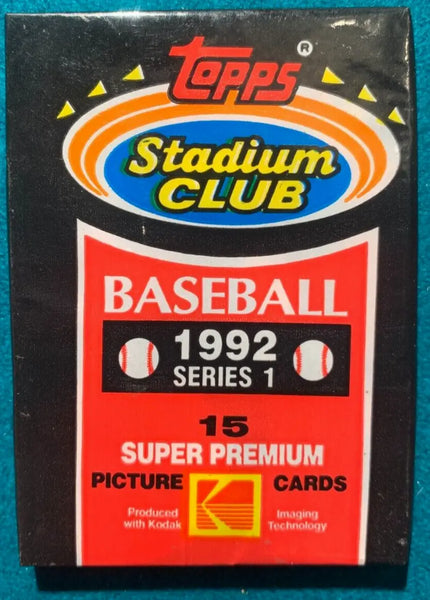 Topps ®
Stadium
CLUB
BASEBALL
1992
SERIES 1
15
SUPER PREMIUM
PICTURE CARDS
Produced with Kodak
Imaging Technology